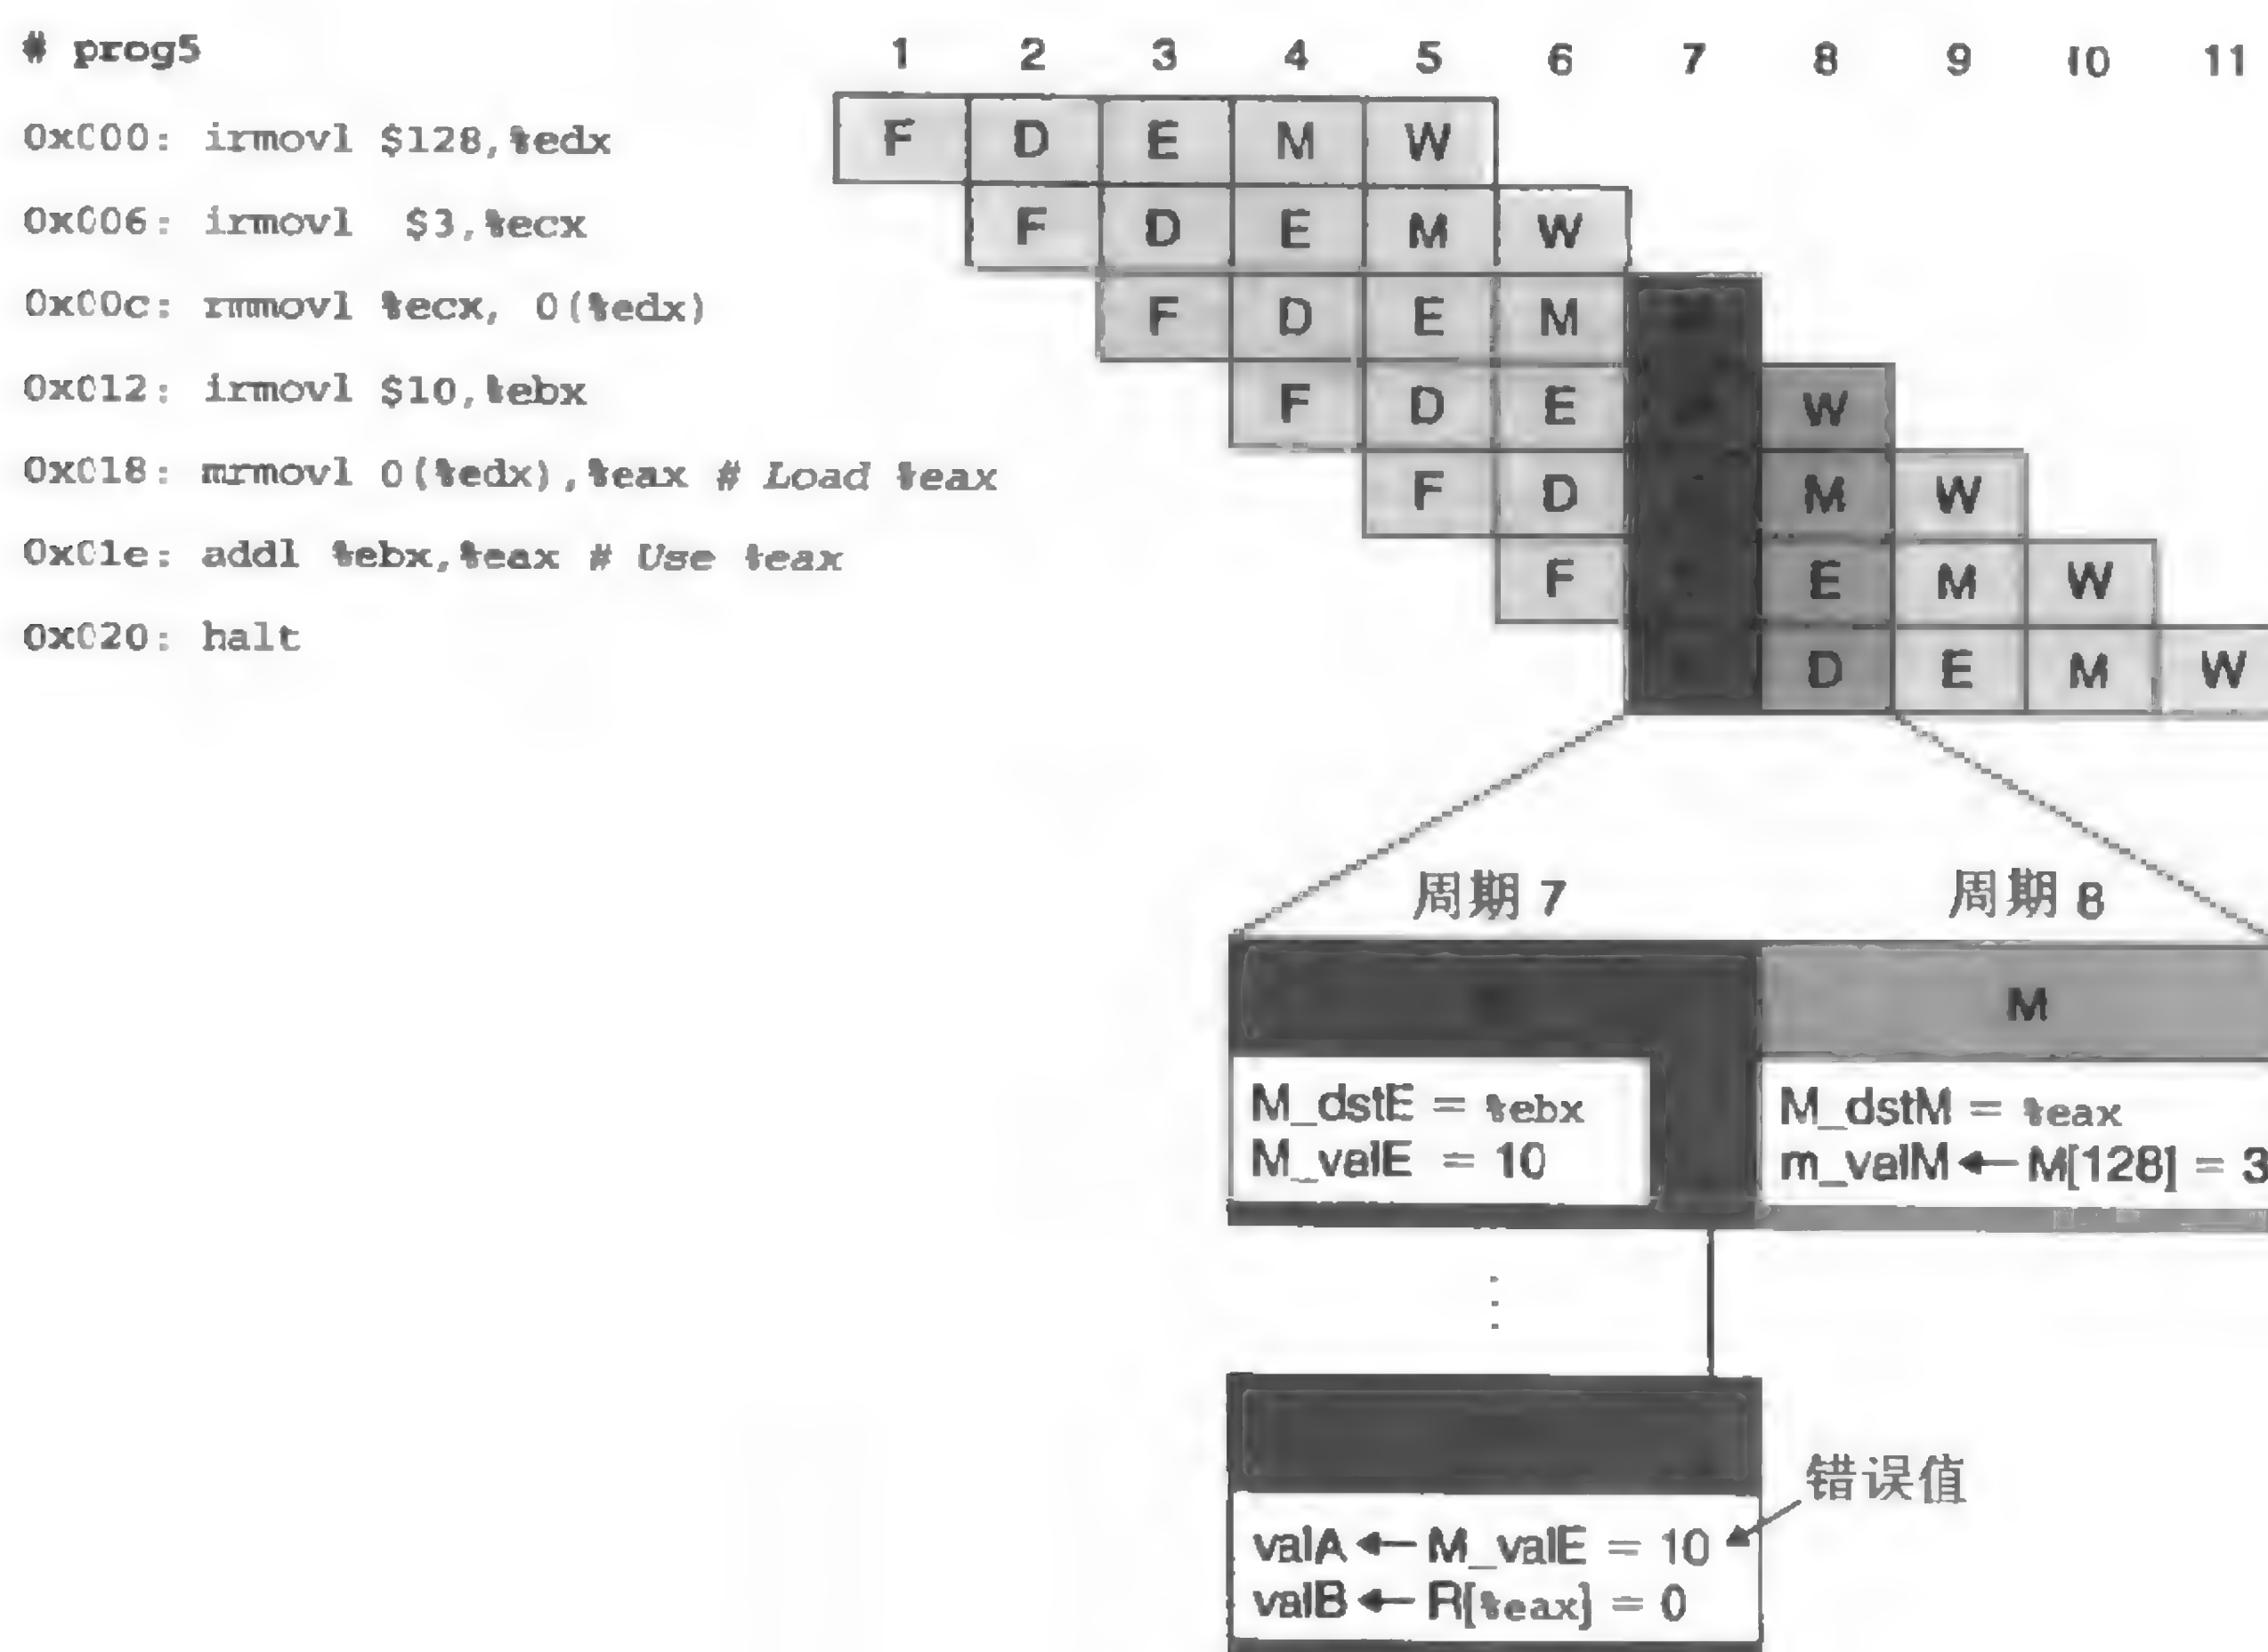 # prog5
1 2 3 4 5 6 7 8 9 10 11
0x000: irmovl $128,%edx
F D E M W
0x006: irmovl $3,%ecx
F D E M W
0x00c: rmmovl %ecx, 0(%edx)
F D E M
0x012: irmovl $10,%ebx
F D E W
0x018: mrmovl 0(%edx),%eax # Load %eax
F D M W
0x01e: addl %ebx,%eax # Use %eax
F E M W
0x020: halt
D E M W
周期 7 周期 8
M
M_dstE = %ebx M_dstM = %eax
M_valE = 10 m_valM ← M[128] = 3
⋮
错误值
valA ← M_valE = 10
valB ← R[%eax] = 0